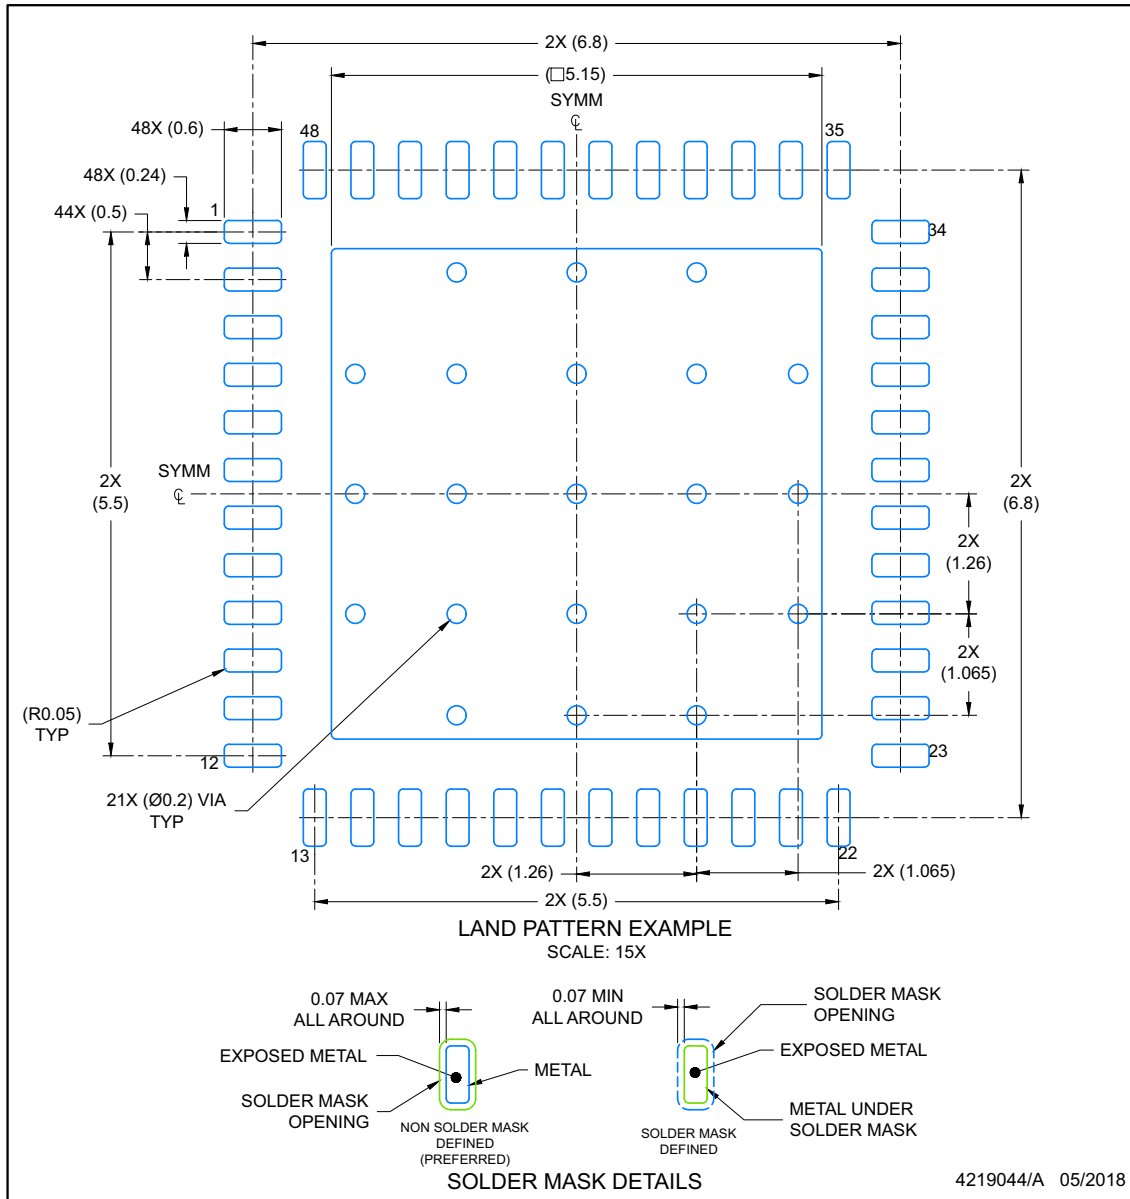 2X (6.8)
(□5.15)
SYMM
℄
48X (0.6)
48
35
48X (0.24)
44X (0.5)
1
34
SYMM
℄
2X
(5.5)
2X
(6.8)
2X
(1.26)
2X
(1.065)
(R0.05)
TYP
12
23
21X (Ø0.2) VIA
TYP
13
22
2X (1.26)
2X (1.065)
2X (5.5)
LAND PATTERN EXAMPLE
SCALE: 15X
0.07 MAX
ALL AROUND
EXPOSED METAL
METAL
SOLDER MASK
OPENING
NON SOLDER MASK
DEFINED
(PREFERRED)
0.07 MIN
ALL AROUND
SOLDER MASK
OPENING
EXPOSED METAL
METAL UNDER
SOLDER MASK
SOLDER MASK
DEFINED
SOLDER MASK DETAILS
4219044/A 05/2018